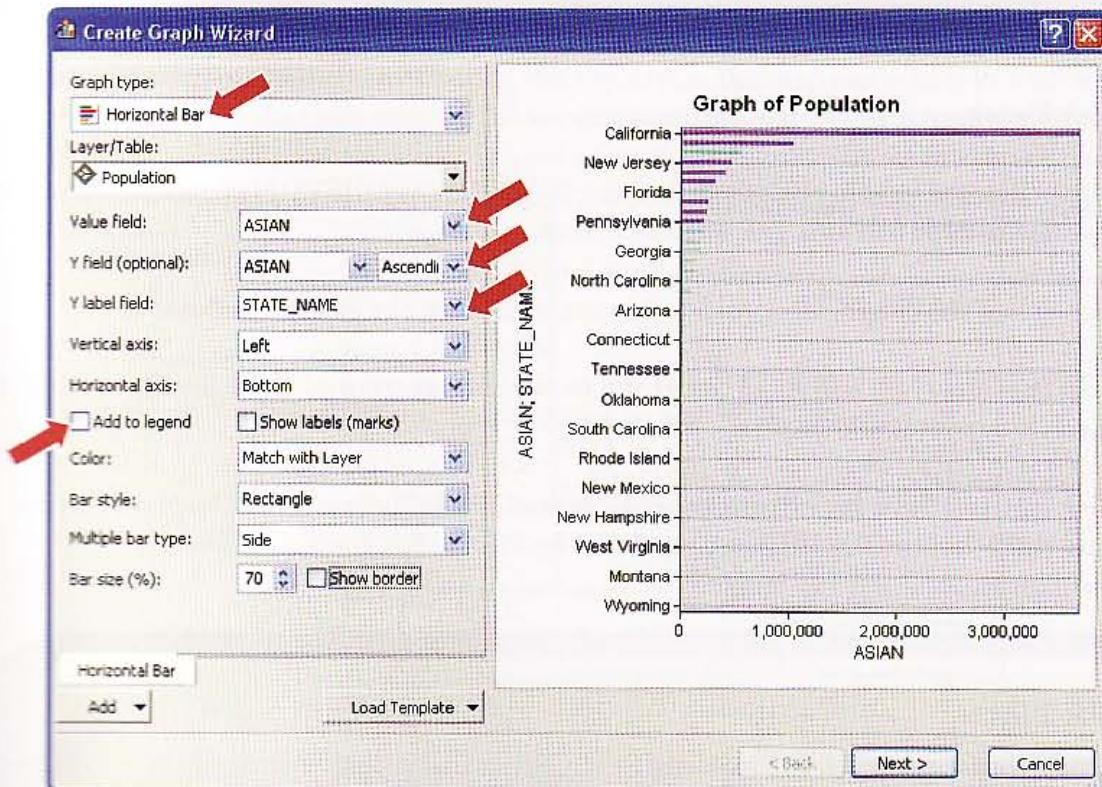 Create Graph Wizard
Graph type:
Horizontal Bar
Layer/Table:
Population
Value field:
ASIAN
Y field (optional):
ASIAN
Ascendi
Y label field:
STATE_NAME
Vertical axis:
Left
Horizontal axis:
Bottom
Add to legend
Show labels (marks)
Color:
Match with Layer
Bar style:
Rectangle
Multiple bar type:
Side
Bar size (%):
70
Show border
Horizontal Bar
Add
Load Template
Graph of Population
California
New Jersey
Florida
Pennsylvania
Georgia
North Carolina
Arizona
Connecticut
Tennessee
Oklahoma
South Carolina
Rhode Island
New Mexico
New Hampshire
West Virginia
Montana
Wyoming
ASIAN; STATE_NAME
0
1,000,000
2,000,000
3,000,000
ASIAN
< Back
Next >
Cancel